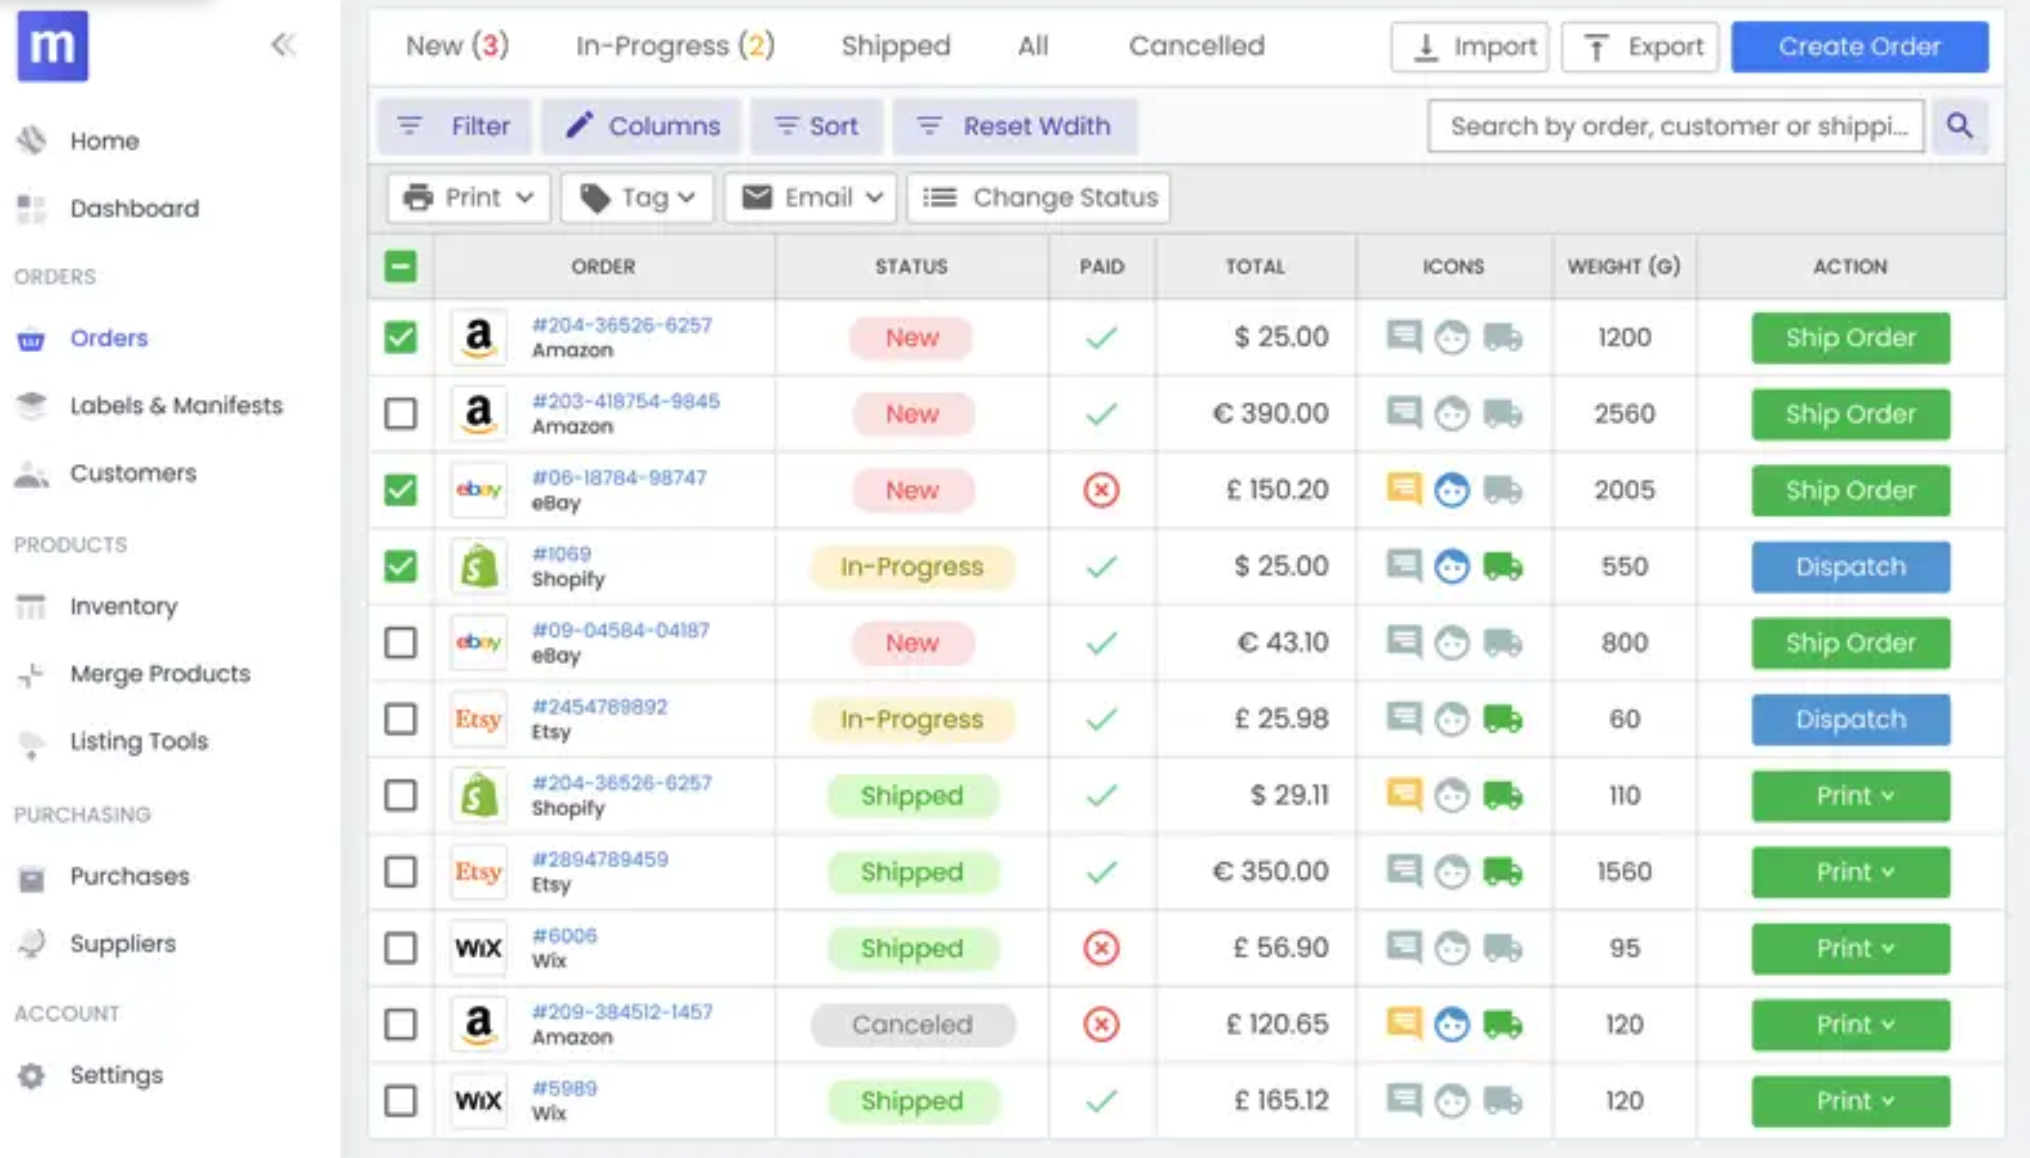 m
New (3) In-Progress (2) Shipped All Cancelled Import Export Create Order
Filter Columns Sort Reset Wdith Search by order, customer or shippi...
Print Tag Email Change Status
Home
Dashboard
ORDERS
Orders
Labels & Manifests
Customers
PRODUCTS
Inventory
Merge Products
Listing Tools
PURCHASING
Purchases
Suppliers
ACCOUNT
Settings
ORDER STATUS PAID TOTAL ICONS WEIGHT (G) ACTION
a #204-36526-6257 New $ 25.00 1200 Ship Order
Amazon
a #203-418754-9845 New € 390.00 2560 Ship Order
Amazon
ebay #06-18784-98747 New £ 150.20 2005 Ship Order
eBay
S #1069 In-Progress $ 25.00 550 Dispatch
Shopify
ebay #09-04584-04187 New € 43.10 800 Ship Order
eBay
Etsy #2454789892 In-Progress £ 25.98 60 Dispatch
Etsy
S #204-36526-6257 Shipped $ 29.11 110 Print
Shopify
Etsy #2894789459 Shipped € 350.00 1560 Print
Etsy
WiX #6006 Shipped £ 56.90 95 Print
Wix
a #209-384512-1457 Canceled £ 120.65 120 Print
Amazon
WiX #5989 Shipped £ 165.12 120 Print
Wix